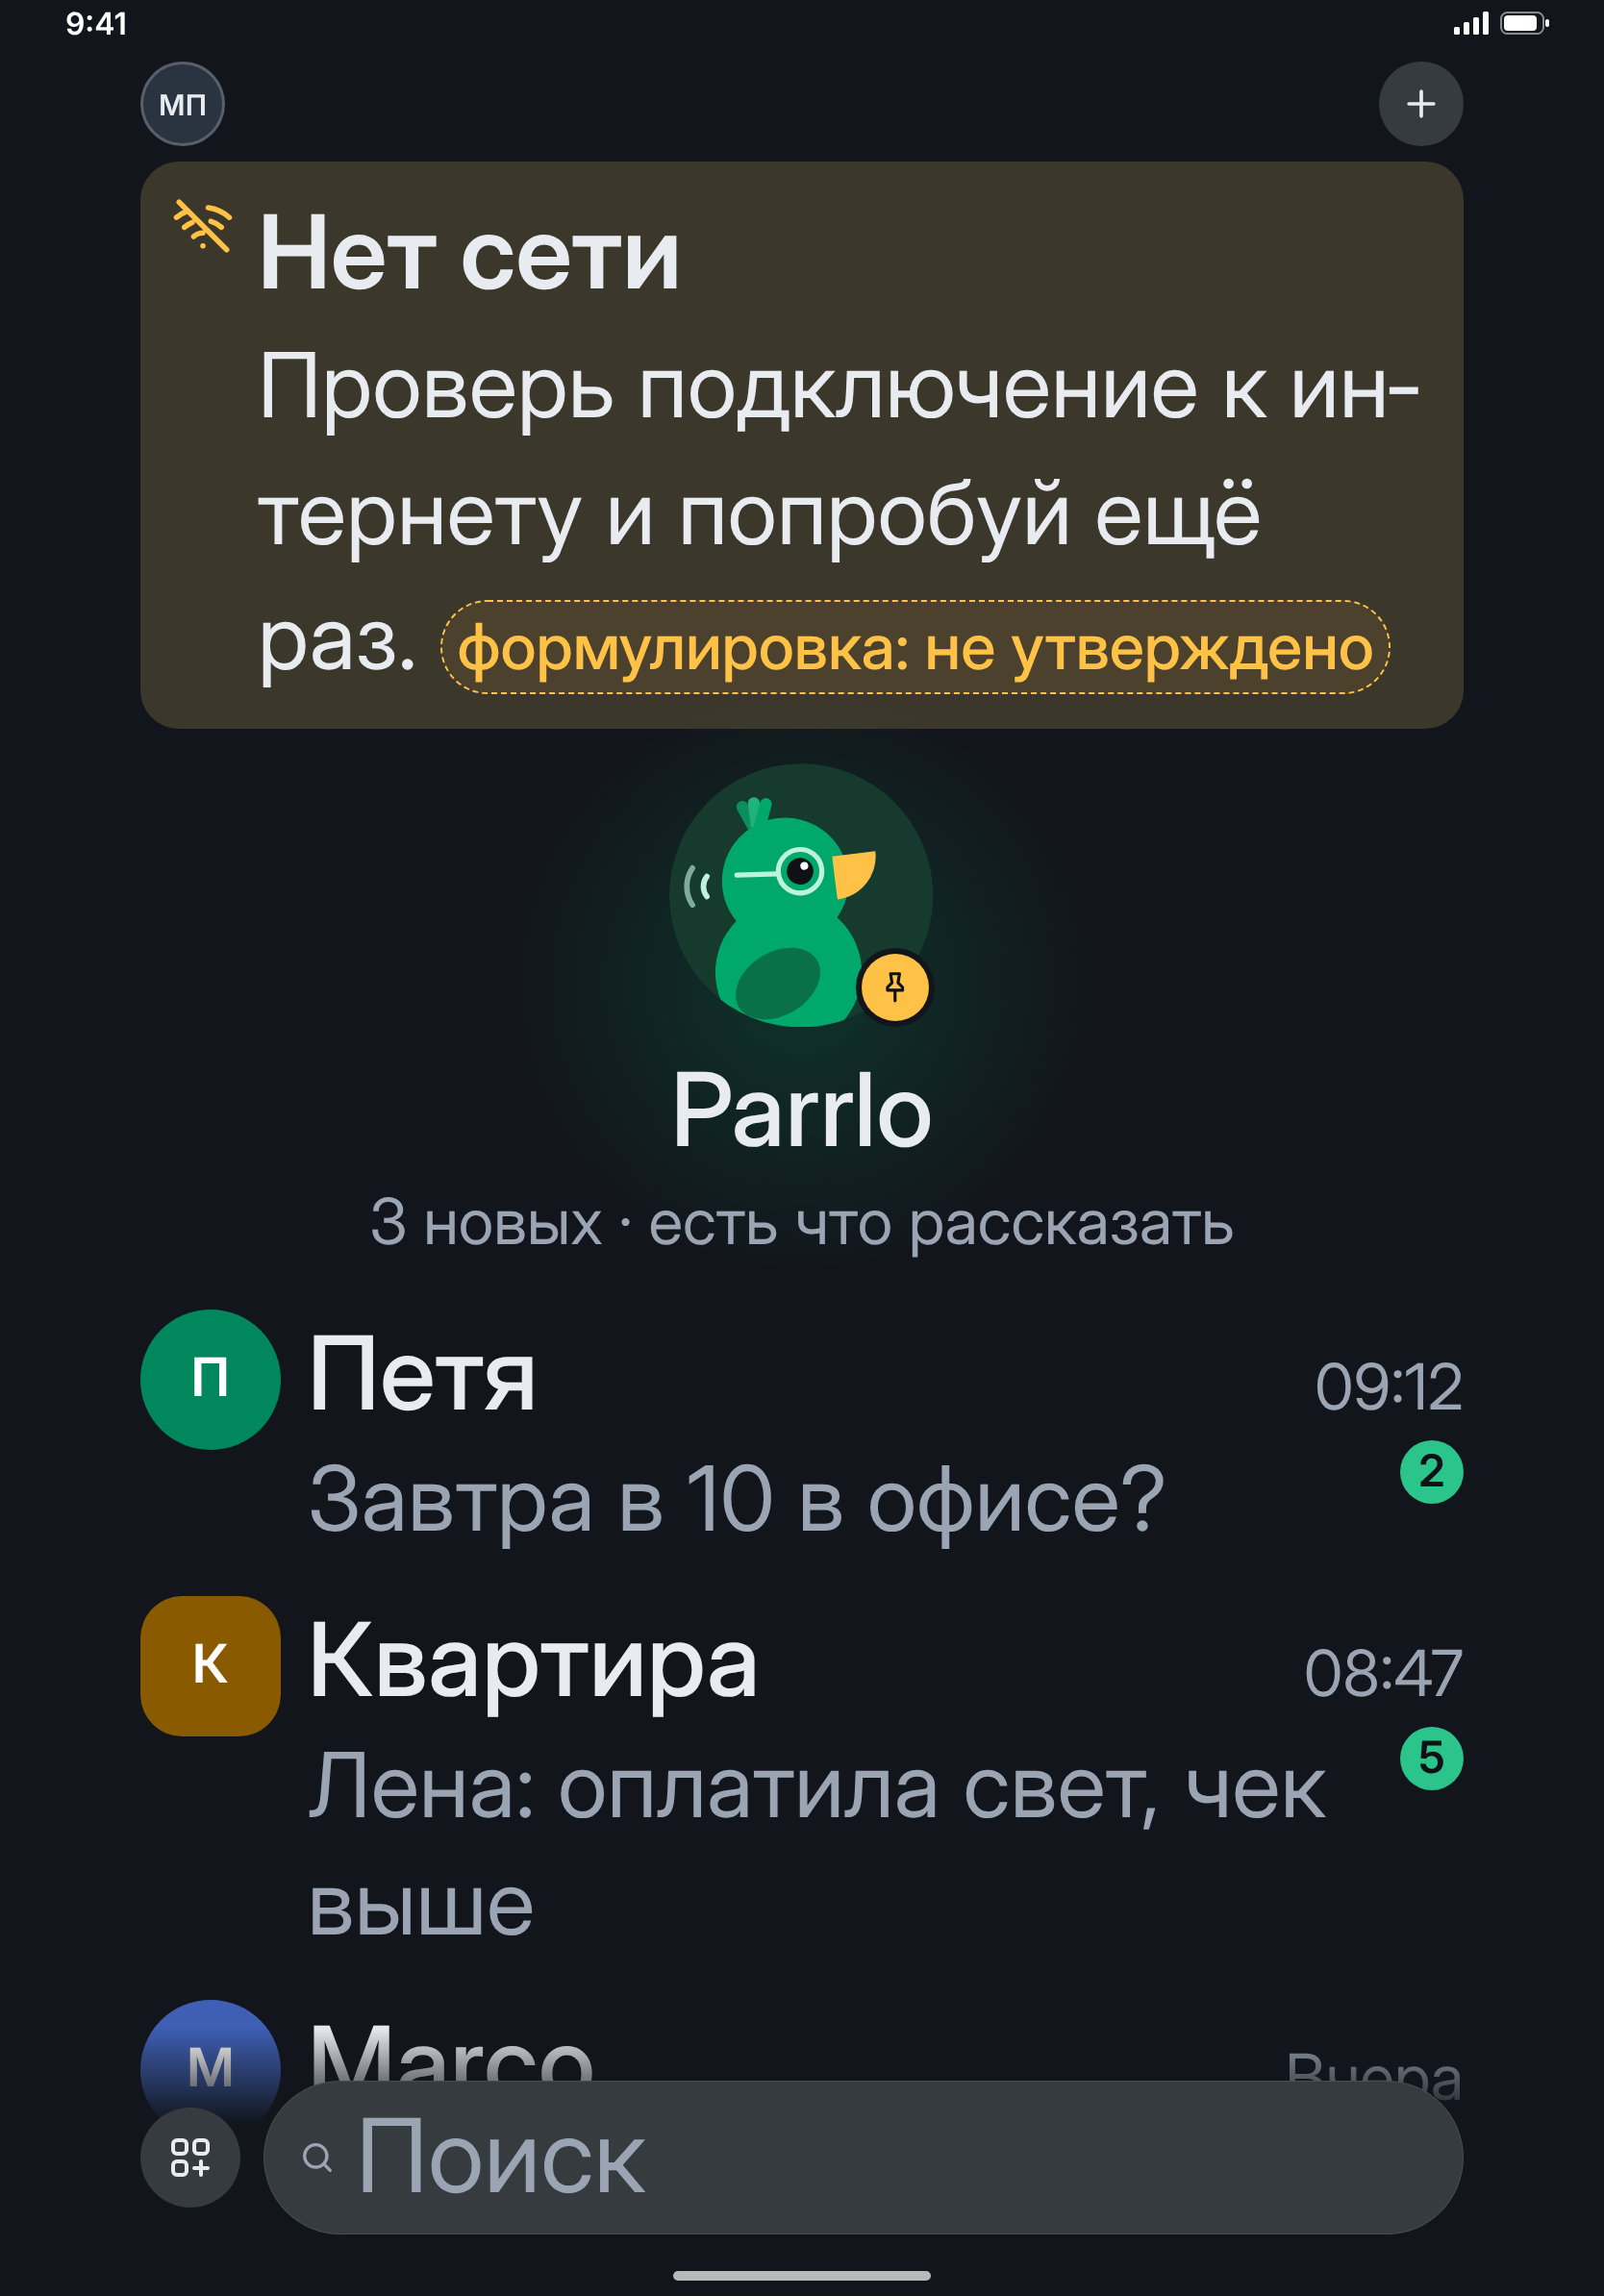 9:41
МП
Нет сети
Проверь подключение к ин-
тернету и попробуй ещё
раз. формулировка: не утверждено
Parrlo
3 новых · есть что рассказать
П
Петя
09:12
Завтра в 10 в офисе?
2
К
Квартира
08:47
Лена: оплатила свет, чек
5
выше
M
Marco
Вчера
Поиск